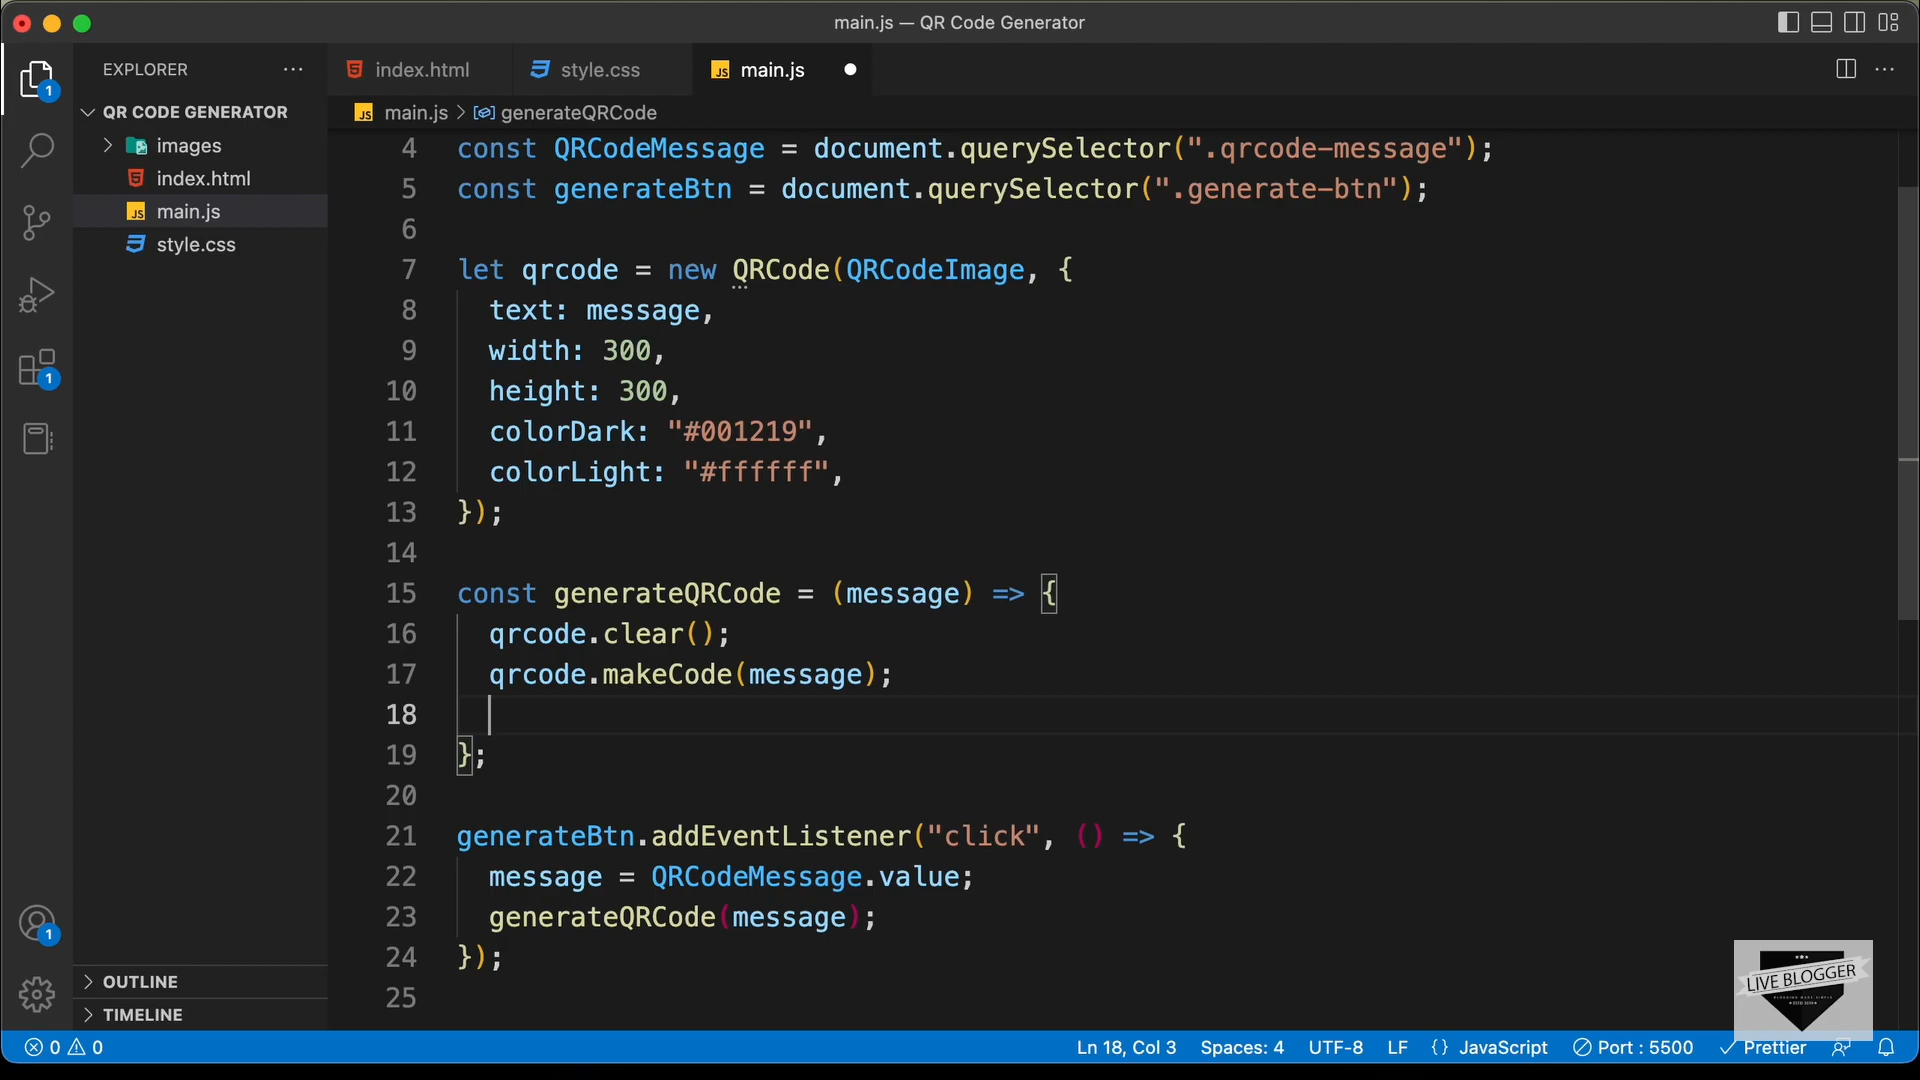 main.js — QR Code Generator
EXPLORER
index.html
style.css
main.js
QR CODE GENERATOR
main.js > generateQRCode
images
index.html
main.js
style.css
4 const QRCodeMessage = document.querySelector(".qrcode-message");
5 const generateBtn = document.querySelector(".generate-btn");
6
7 let qrcode = new QRCode(QRCodeImage, {
8 text: message,
9 width: 300,
10 height: 300,
11 colorDark: "#001219",
12 colorLight: "#ffffff",
13 });
14
15 const generateQRCode = (message) => {
16 qrcode.clear();
17 qrcode.makeCode(message);
18
19 };
20
21 generateBtn.addEventListener("click", () => {
22 message = QRCodeMessage.value;
23 generateQRCode(message);
24 });
25
1
1
1
OUTLINE
TIMELINE
LIVE BLOGGER
0 0
Ln 18, Col 3
Spaces: 4
UTF-8
LF
{} JavaScript
Port : 5500
Prettier